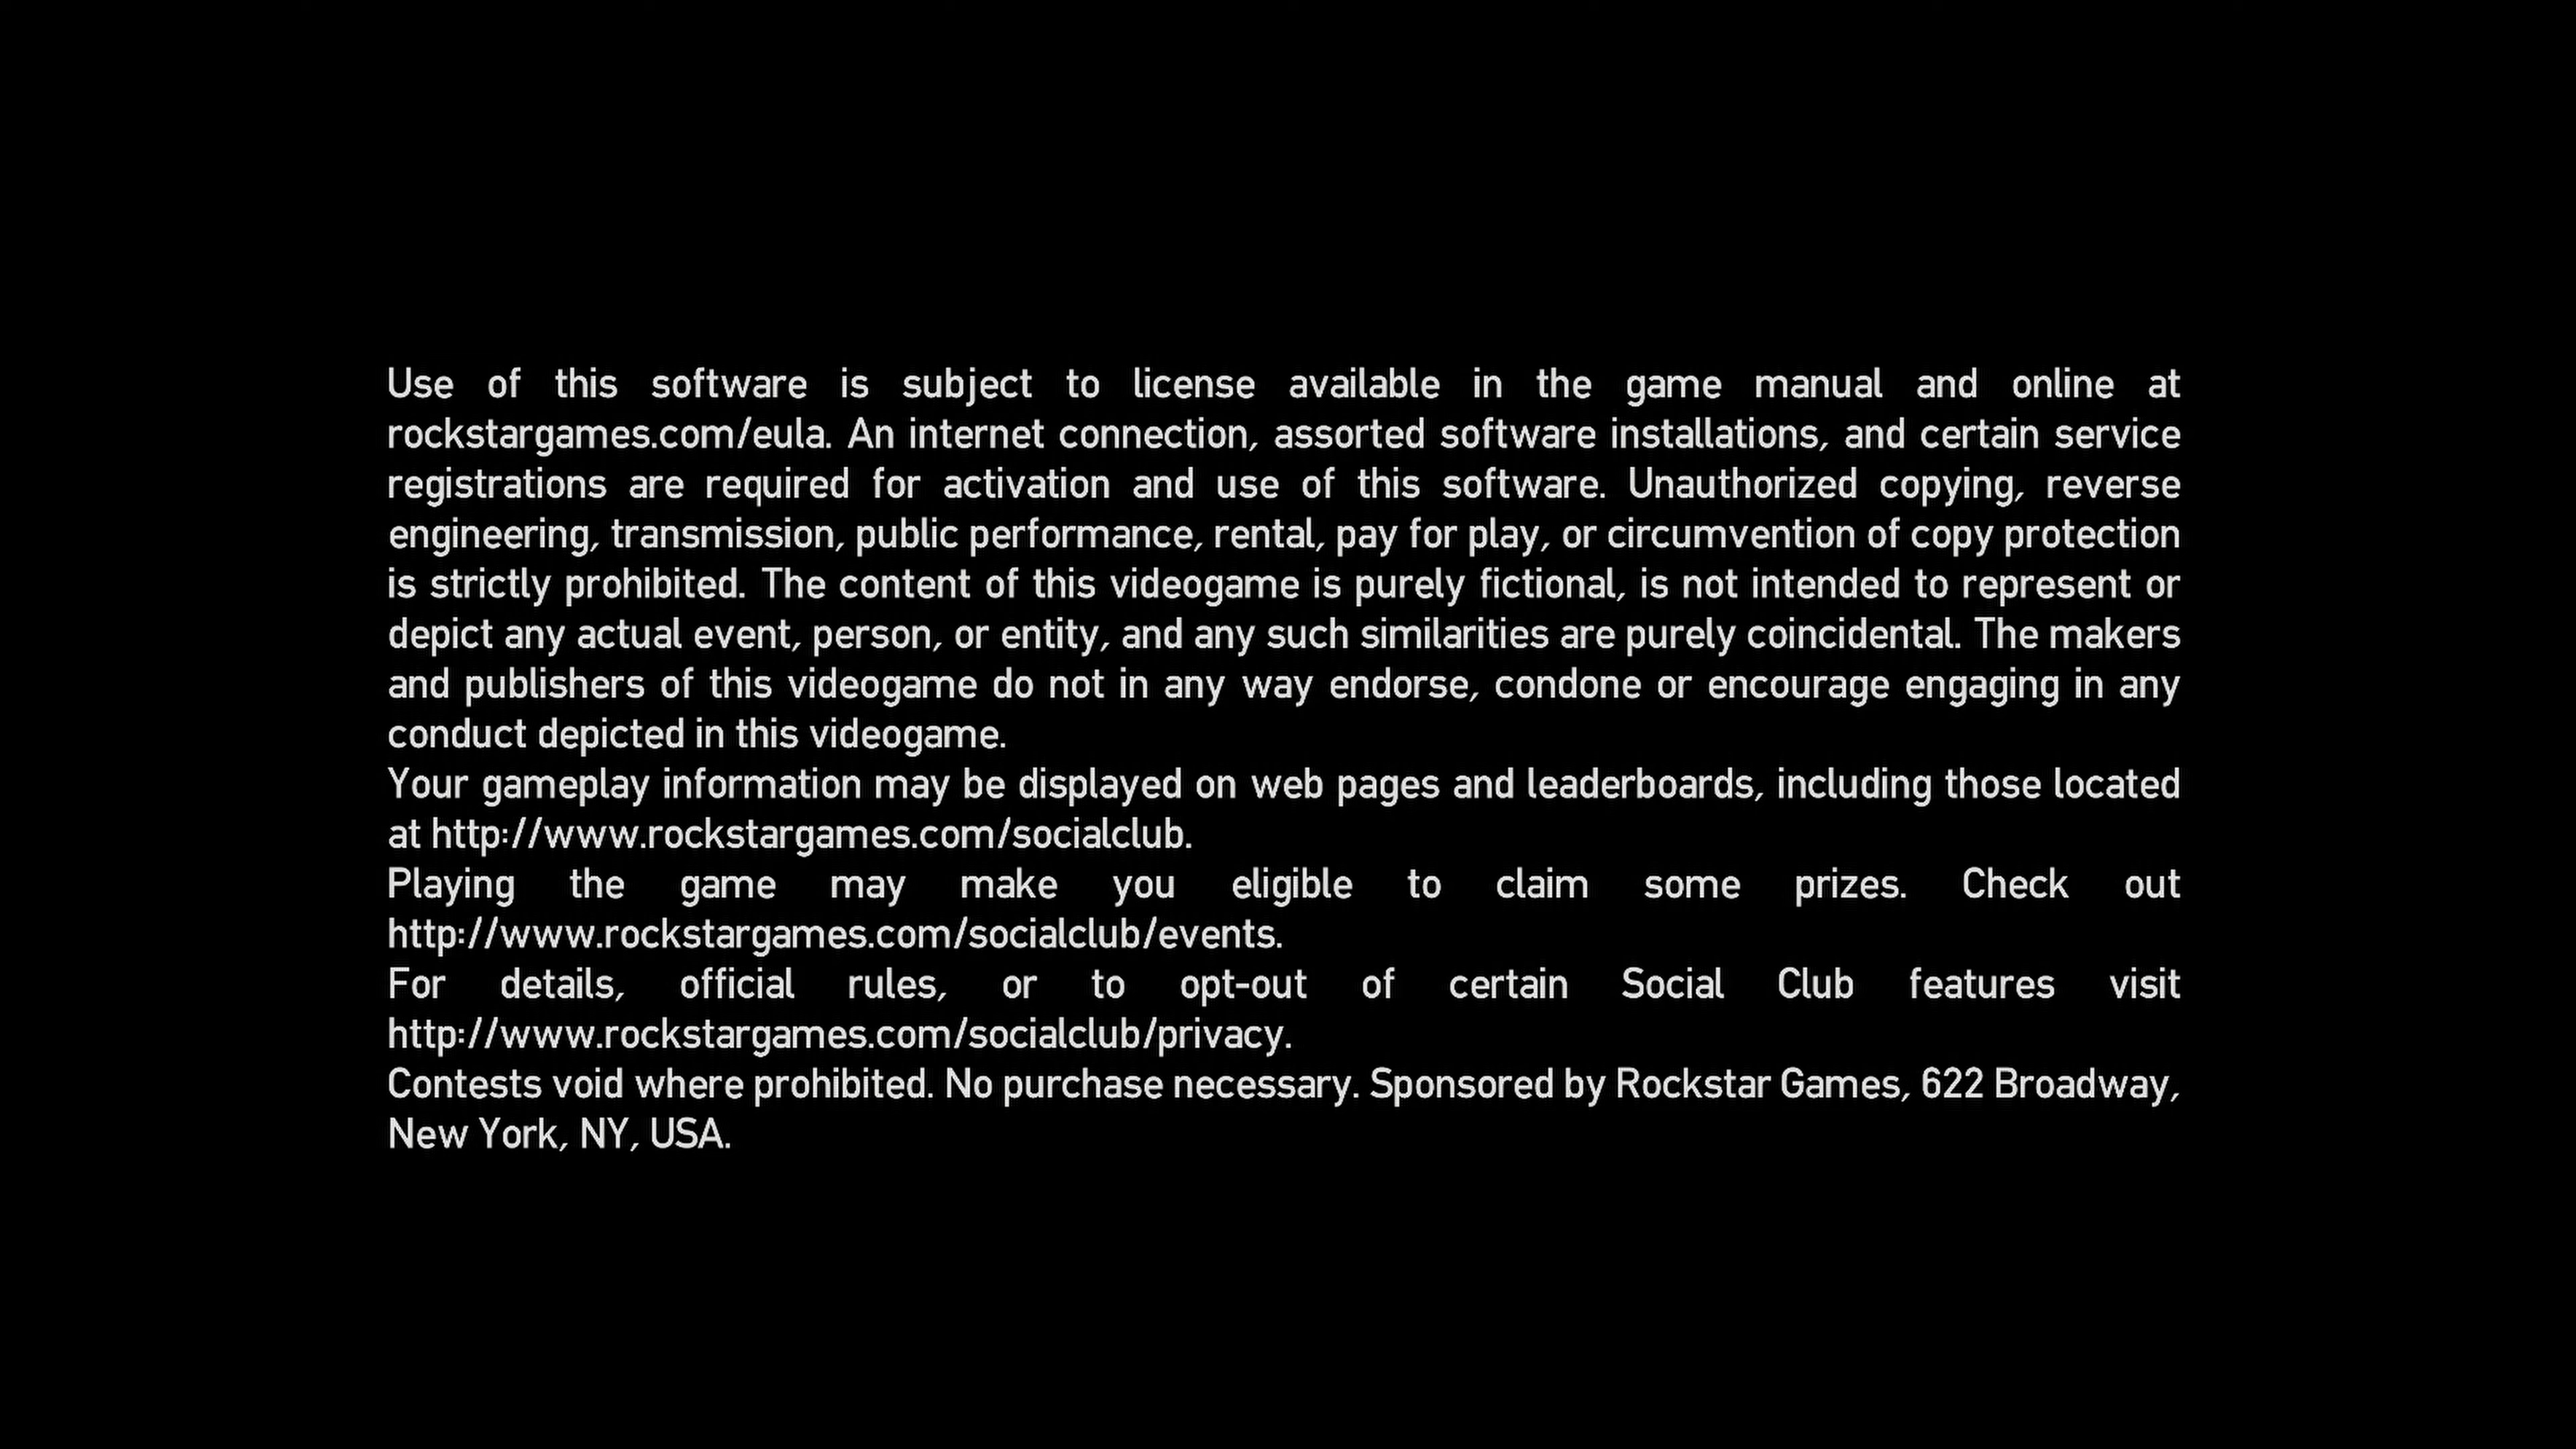 Use of this software is subject to license available in the game manual and online at
rockstargames.com/eula. An internet connection, assorted software installations, and certain service
registrations are required for activation and use of this software. Unauthorized copying, reverse
engineering, transmission, public performance, rental, pay for play, or circumvention of copy protection
is strictly prohibited. The content of this videogame is purely fictional, is not intended to represent or
depict any actual event, person, or entity, and any such similarities are purely coincidental. The makers
and publishers of this videogame do not in any way endorse, condone or encourage engaging in any
conduct depicted in this videogame.
Your gameplay information may be displayed on web pages and leaderboards, including those located
at http://www.rockstargames.com/socialclub.
Playing the game may make you eligible to claim some prizes. Check out
http://www.rockstargames.com/socialclub/events.
For details, official rules, or to opt-out of certain Social Club features visit
http://www.rockstargames.com/socialclub/privacy.
Contests void where prohibited. No purchase necessary. Sponsored by Rockstar Games, 622 Broadway,
New York, NY, USA.